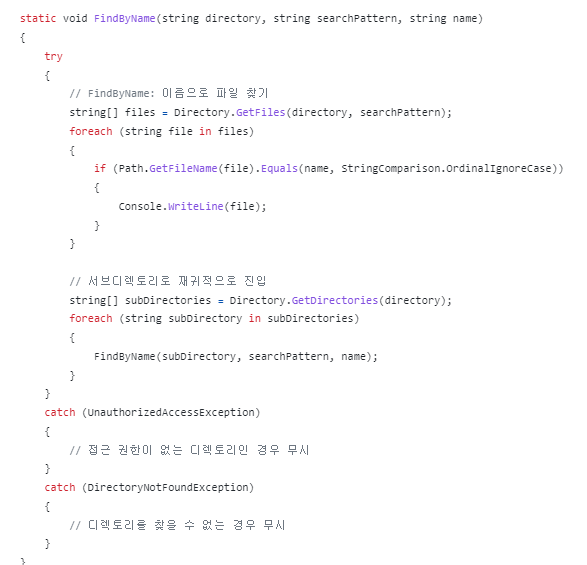 static void FindByName(string directory, string searchPattern, string name)
{
    try
    {
        // FindByName: 이름으로 파일 찾기
        string[] files = Directory.GetFiles(directory, searchPattern);
        foreach (string file in files)
        {
            if (Path.GetFileName(file).Equals(name, StringComparison.OrdinalIgnoreCase))
            {
                Console.WriteLine(file);
            }
        }

        // 서브디렉토리로 재귀적으로 진입
        string[] subDirectories = Directory.GetDirectories(directory);
        foreach (string subDirectory in subDirectories)
        {
            FindByName(subDirectory, searchPattern, name);
        }
    }
    catch (UnauthorizedAccessException)
    {
        // 접근 권한이 없는 디렉토리인 경우 무시
    }
    catch (DirectoryNotFoundException)
    {
        // 디렉토리를 찾을 수 없는 경우 무시
    }
}